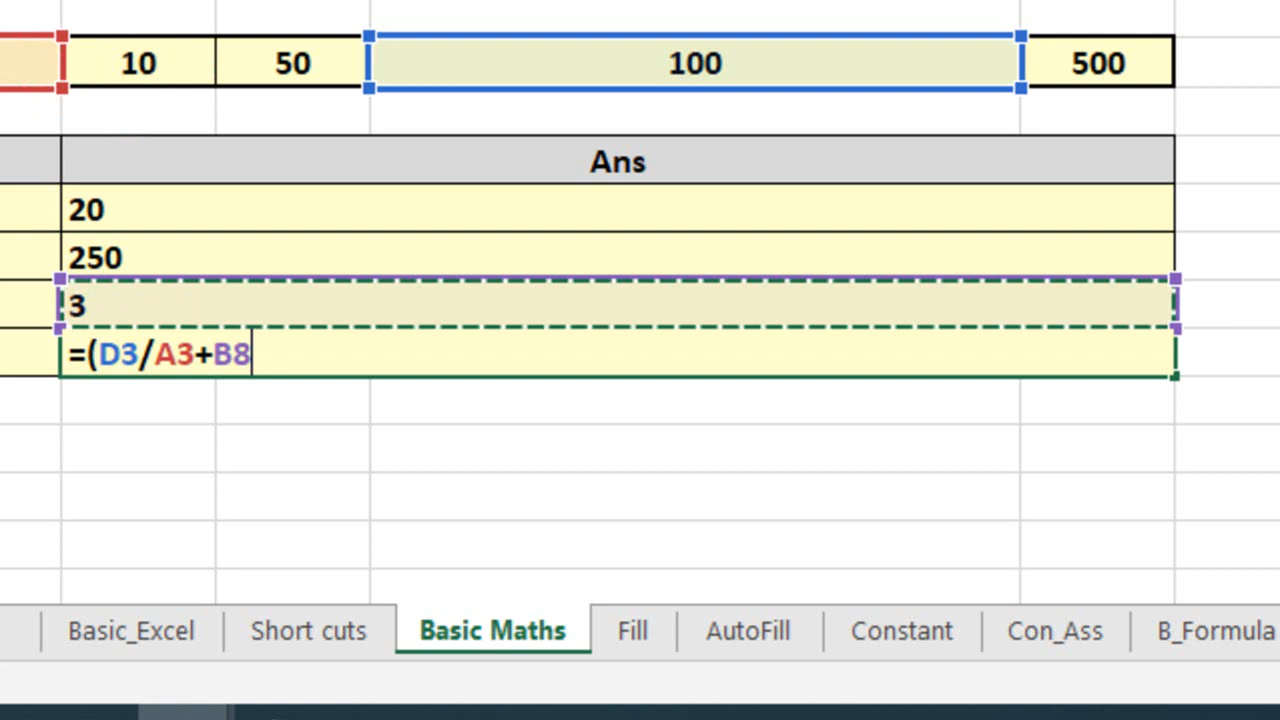 10 50 100 500
Ans
20
250
3
=(D3/A3+B8
Basic_Excel Short cuts Basic Maths Fill AutoFill Constant Con_Ass B_Formula